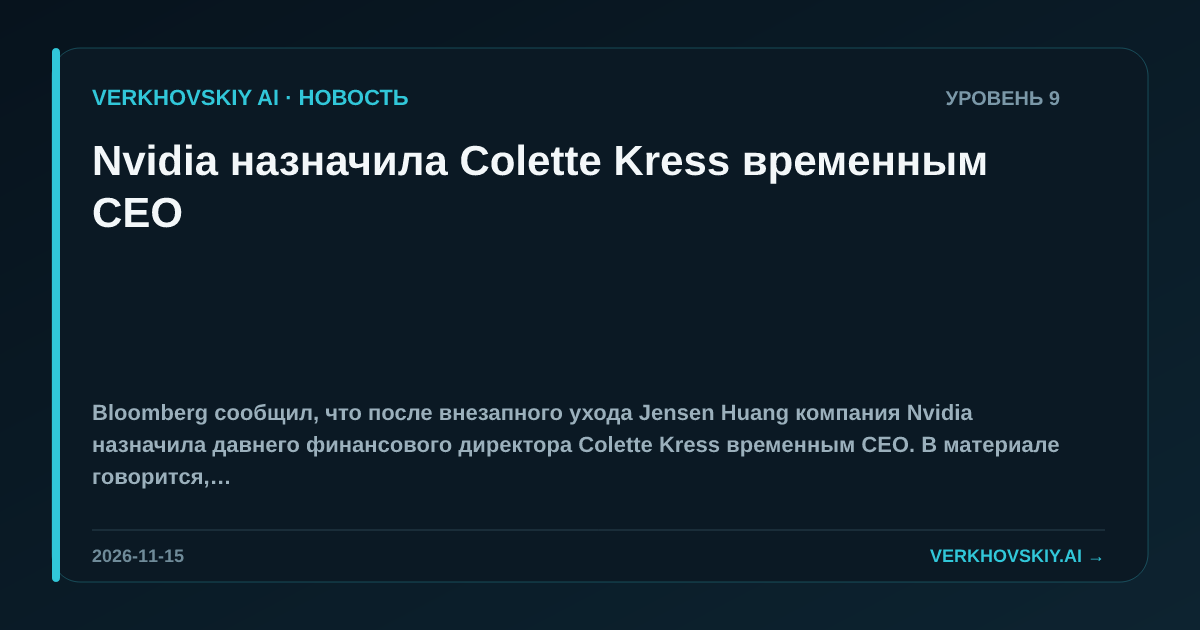 VERKHOVSKIY AI · НОВОСТЬ
УРОВЕНЬ 9
Nvidia назначила Colette Kress временным
CEO
Bloomberg сообщил, что после внезапного ухода Jensen Huang компания Nvidia
назначила давнего финансового директора Colette Kress временным CEO. В материале
говорится,…
2026-11-15
VERKHOVSKIY.AI →